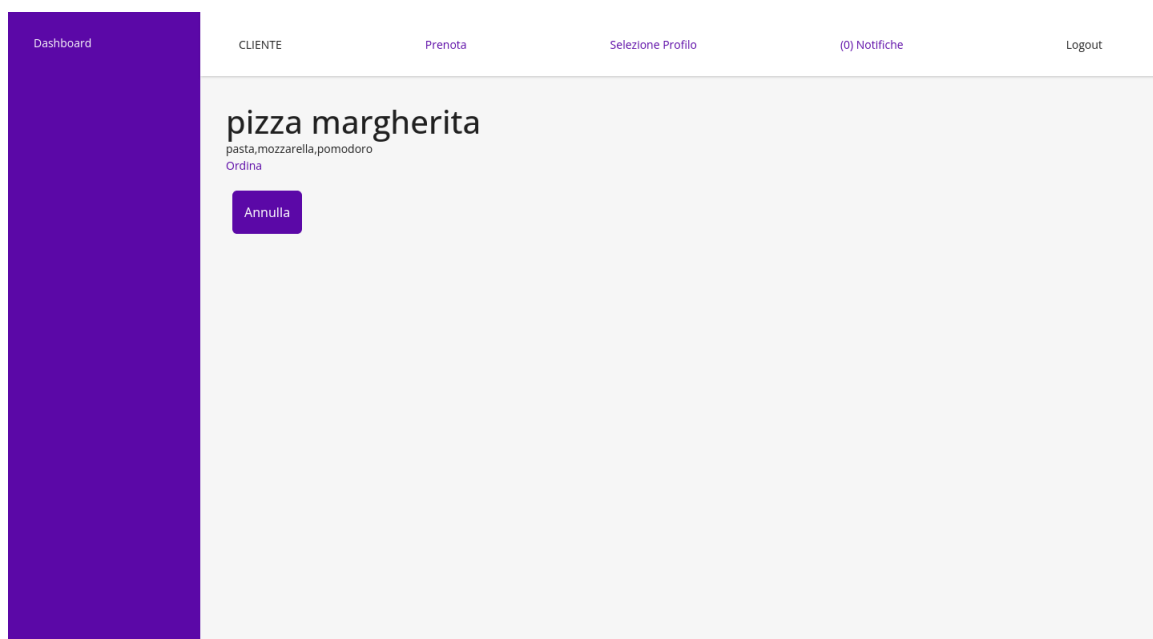 Dashboard
CLIENTE
Prenota
Selezione Profilo
(0) Notifiche
Logout
pizza margherita
pasta,mozzarella,pomodoro
Ordina
Annulla